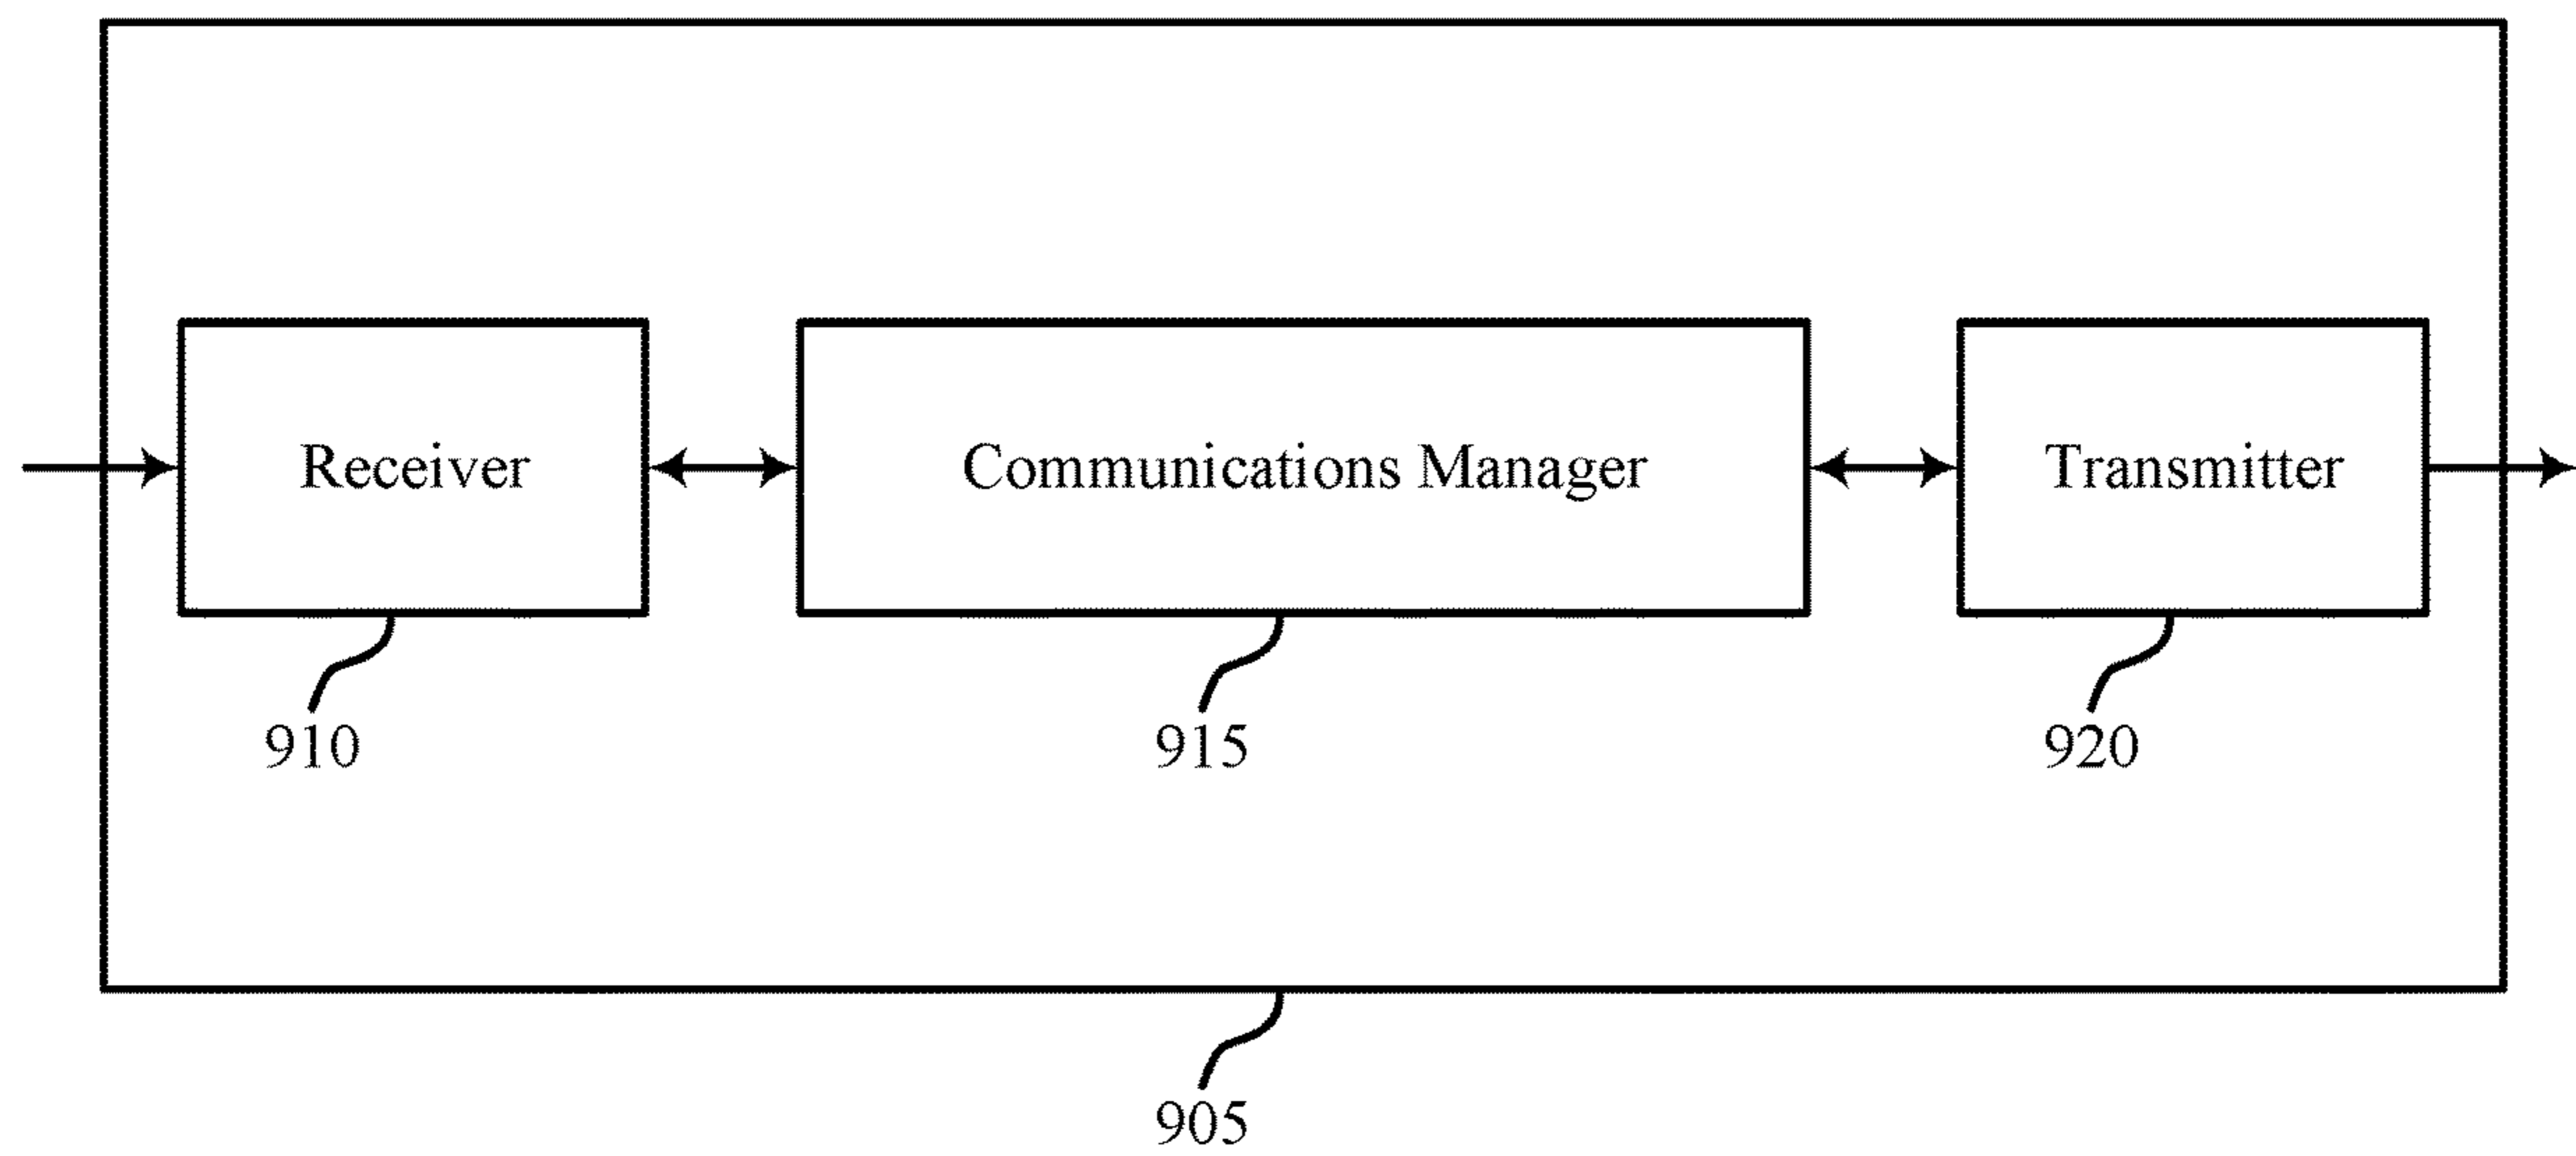 Receiver
Communications Manager
Transmitter
910
915
920
905